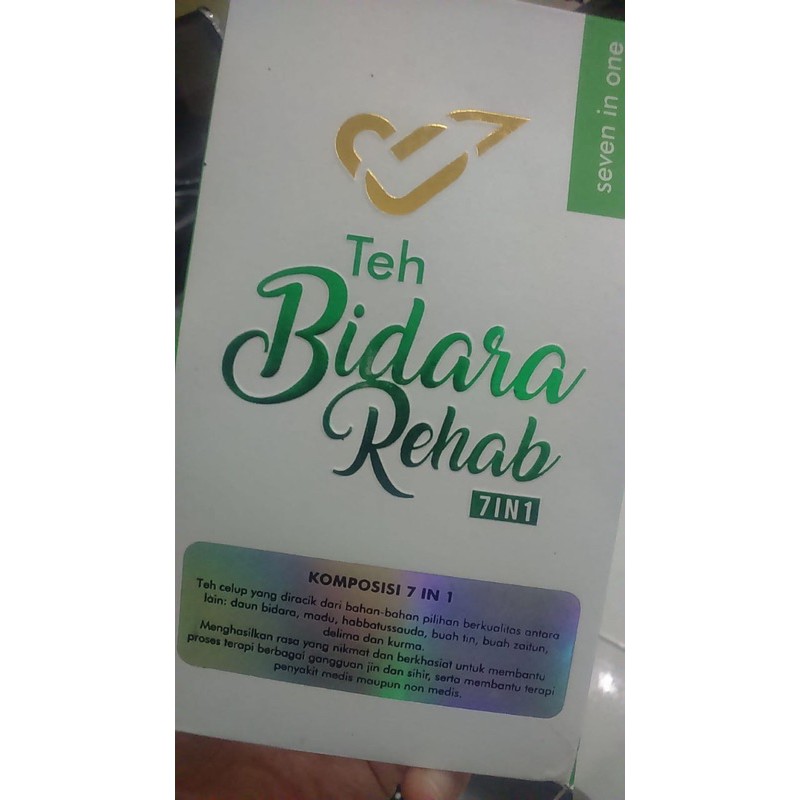 seven in one
Teh
Bidara
Rehab
7IN1
KOMPOSISI 7 IN 1
Teh celup yang diracik dari bahan-bahan pilihan berkualitas antara
lain: daun bidara, madu, habbatussauda, buah tin, buah zaitun,
delima dan kurma.
Menghasilkan rasa yang nikmat dan berkhasiat untuk membantu
proses terapi berbagai gangguan jin dan sihir, serta membantu terapi
penyakit medis maupun non medis.